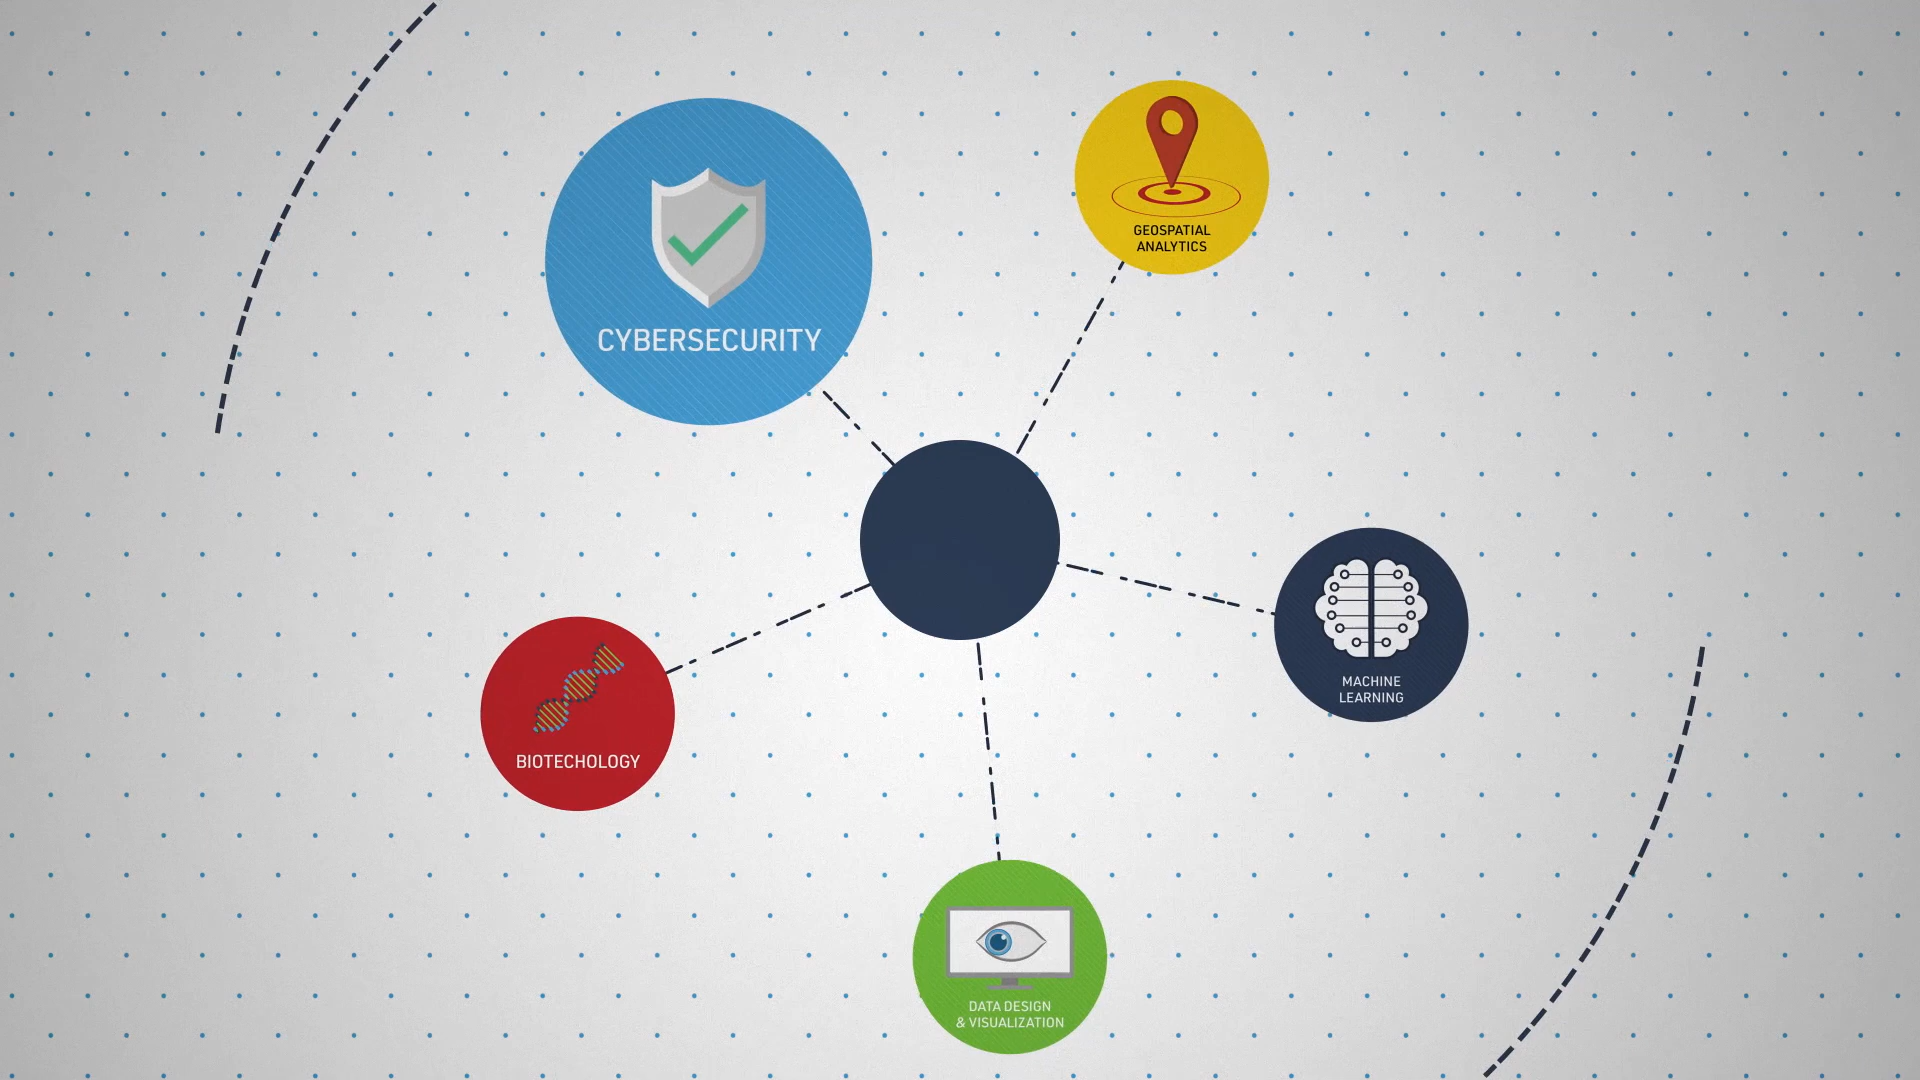 GEOSPATIAL
ANALYTICS
CYBERSECURITY
MACHINE
LEARNING
BIOTECHOLOGY
DATA DESIGN
& VISUALIZATION